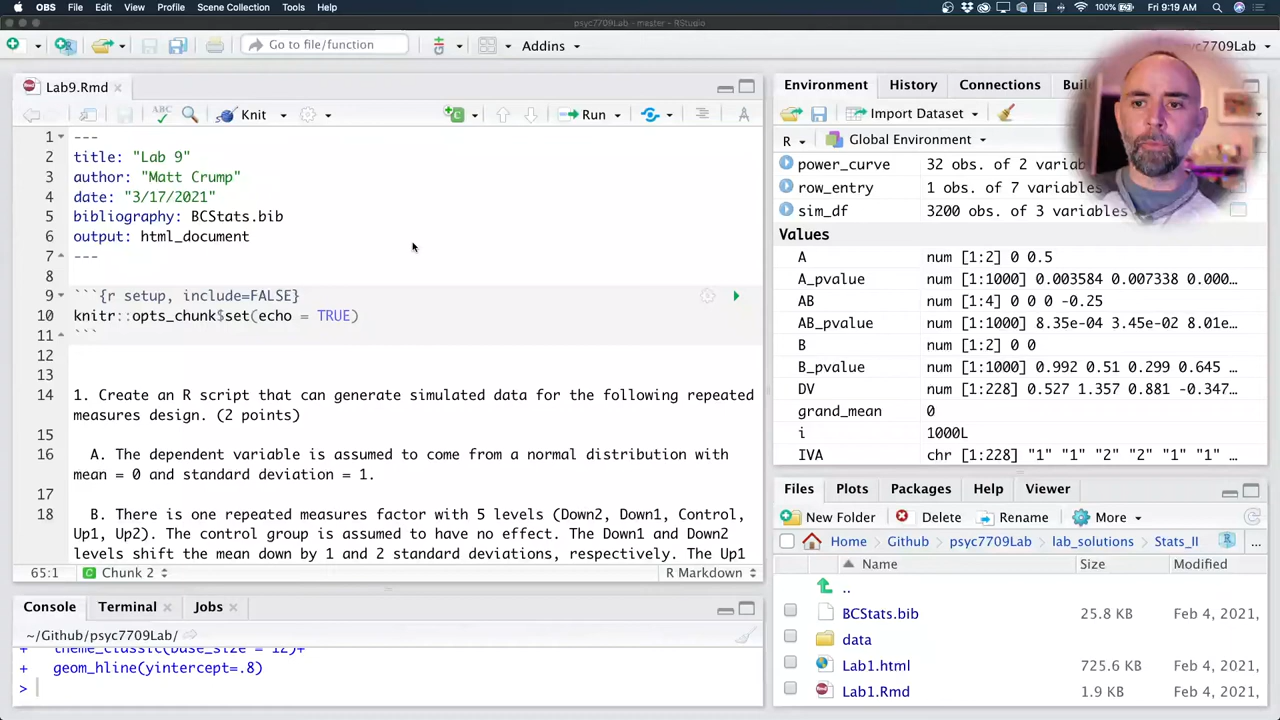 OBS File Edit View Profile Scene Collection Tools Help 100% Fri 9:19 AM
psyc7709Lab - master - RStudio
Go to file/function Addins psyc7709Lab
Lab9.Rmd
Knit Run
1 ---
2 title: "Lab 9"
3 author: "Matt Crump"
4 date: "3/17/2021"
5 bibliography: BCStats.bib
6 output: html_document
7 ---
8
9 ```{r setup, include=FALSE}
10 knitr::opts_chunk$set(echo = TRUE)
11 ```
12
13
14 1. Create an R script that can generate simulated data for the following repeated
measures design. (2 points)
15
16 A. The dependent variable is assumed to come from a normal distribution with
mean = 0 and standard deviation = 1.
17
18 B. There is one repeated measures factor with 5 levels (Down2, Down1, Control,
Up1, Up2). The control group is assumed to have no effect. The Down1 and Down2
levels shift the mean down by 1 and 2 standard deviations, respectively. The Up1
65:1 Chunk 2 R Markdown
Console Terminal Jobs
~/Github/psyc7709Lab/
+ theme_classic(base_size = 12)+
+ geom_hline(yintercept=.8)
>
Environment History Connections
Import Dataset
R Global Environment
power_curve 32 obs. of 2 variab
row_entry 1 obs. of 7 variables
sim_df 3200 obs. of 3 variab
Values
A num [1:2] 0 0.5
A_pvalue num [1:1000] 0.003584 0.007338 0.000…
AB num [1:4] 0 0 0 -0.25
AB_pvalue num [1:1000] 8.35e-04 3.45e-02 8.01e…
B num [1:2] 0 0
B_pvalue num [1:1000] 0.992 0.51 0.299 0.645 …
DV num [1:228] 0.527 1.357 0.881 -0.347…
grand_mean 0
i 1000L
IVA chr [1:228] "1" "1" "2" "2" "1" "1" …
Files Plots Packages Help Viewer
New Folder Delete Rename More
Home Github psyc7709Lab lab_solutions Stats_II ...
Name Size Modified
..
BCStats.bib 25.8 KB Feb 4, 2021,
data
Lab1.html 725.6 KB Feb 4, 2021,
Lab1.Rmd 1.9 KB Feb 4, 2021,